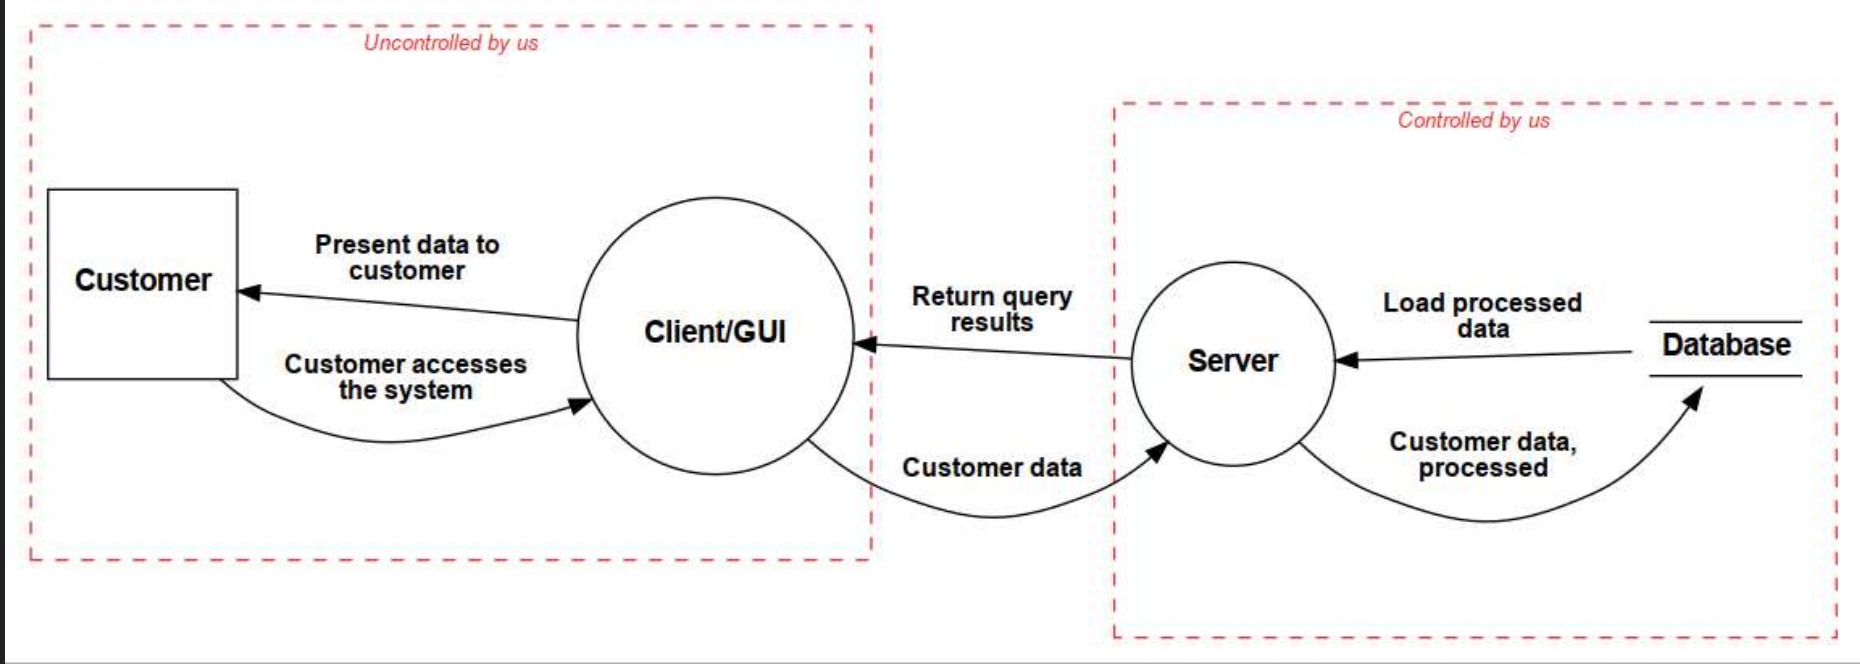 Uncontrolled by us
Controlled by us
Customer
Present data to
customer
Customer accesses
the system
Client/GUI
Return query
results
Customer data
Server
Load processed
data
Customer data,
processed
Database